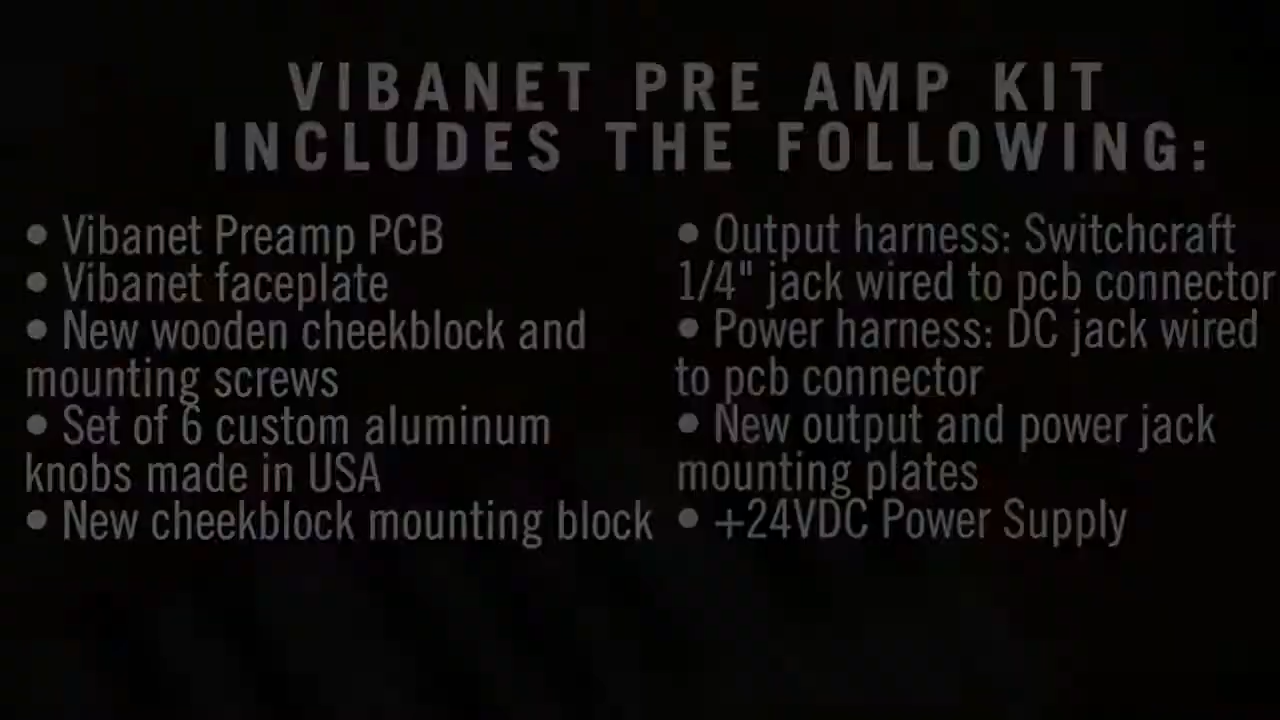 VIBANET PRE AMP KIT
INCLUDES THE FOLLOWING:
• Vibanet Preamp PCB
• Vibanet faceplate
• New wooden cheekblock and
mounting screws
• Set of 6 custom aluminum
knobs made in USA
• New cheekblock mounting block
• Output harness: Switchcraft
1/4" jack wired to pcb connector
• Power harness: DC jack wired
to pcb connector
• New output and power jack
mounting plates
• +24VDC Power Supply